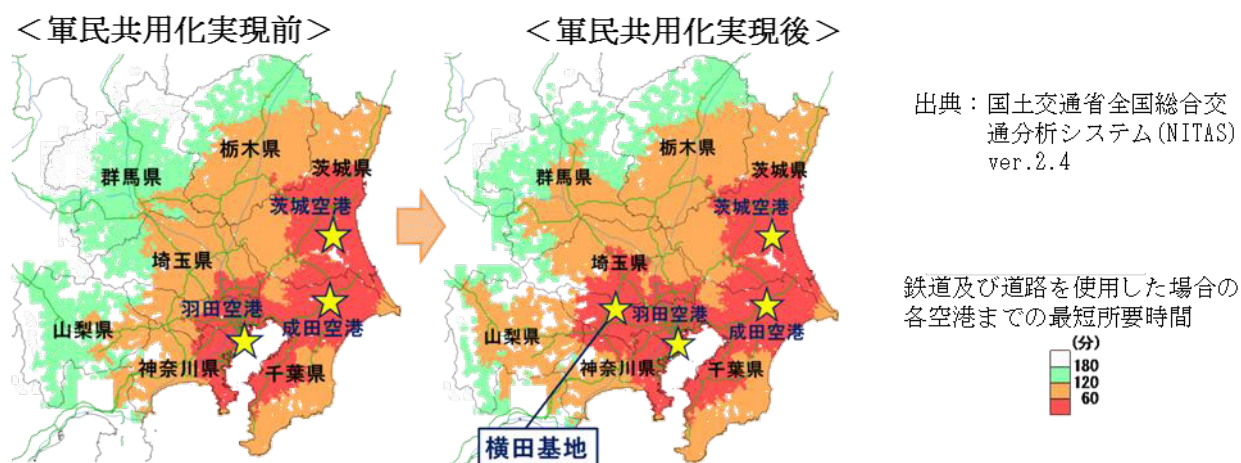 ＜軍民共用化実現前＞
＜軍民共用化実現後＞
栃木県
群馬県
茨城県
茨城空港
埼玉県
羽田空港
成田空港
山梨県
神奈川県
千葉県
栃木県
群馬県
茨城県
茨城空港
埼玉県
羽田空港
成田空港
山梨県
神奈川県
千葉県
横田基地
出典：国土交通省全国総合交
通分析システム(NITAS)
ver.2.4
鉄道及び道路を使用した場合の
各空港までの最短所要時間
(分)
180
120
60